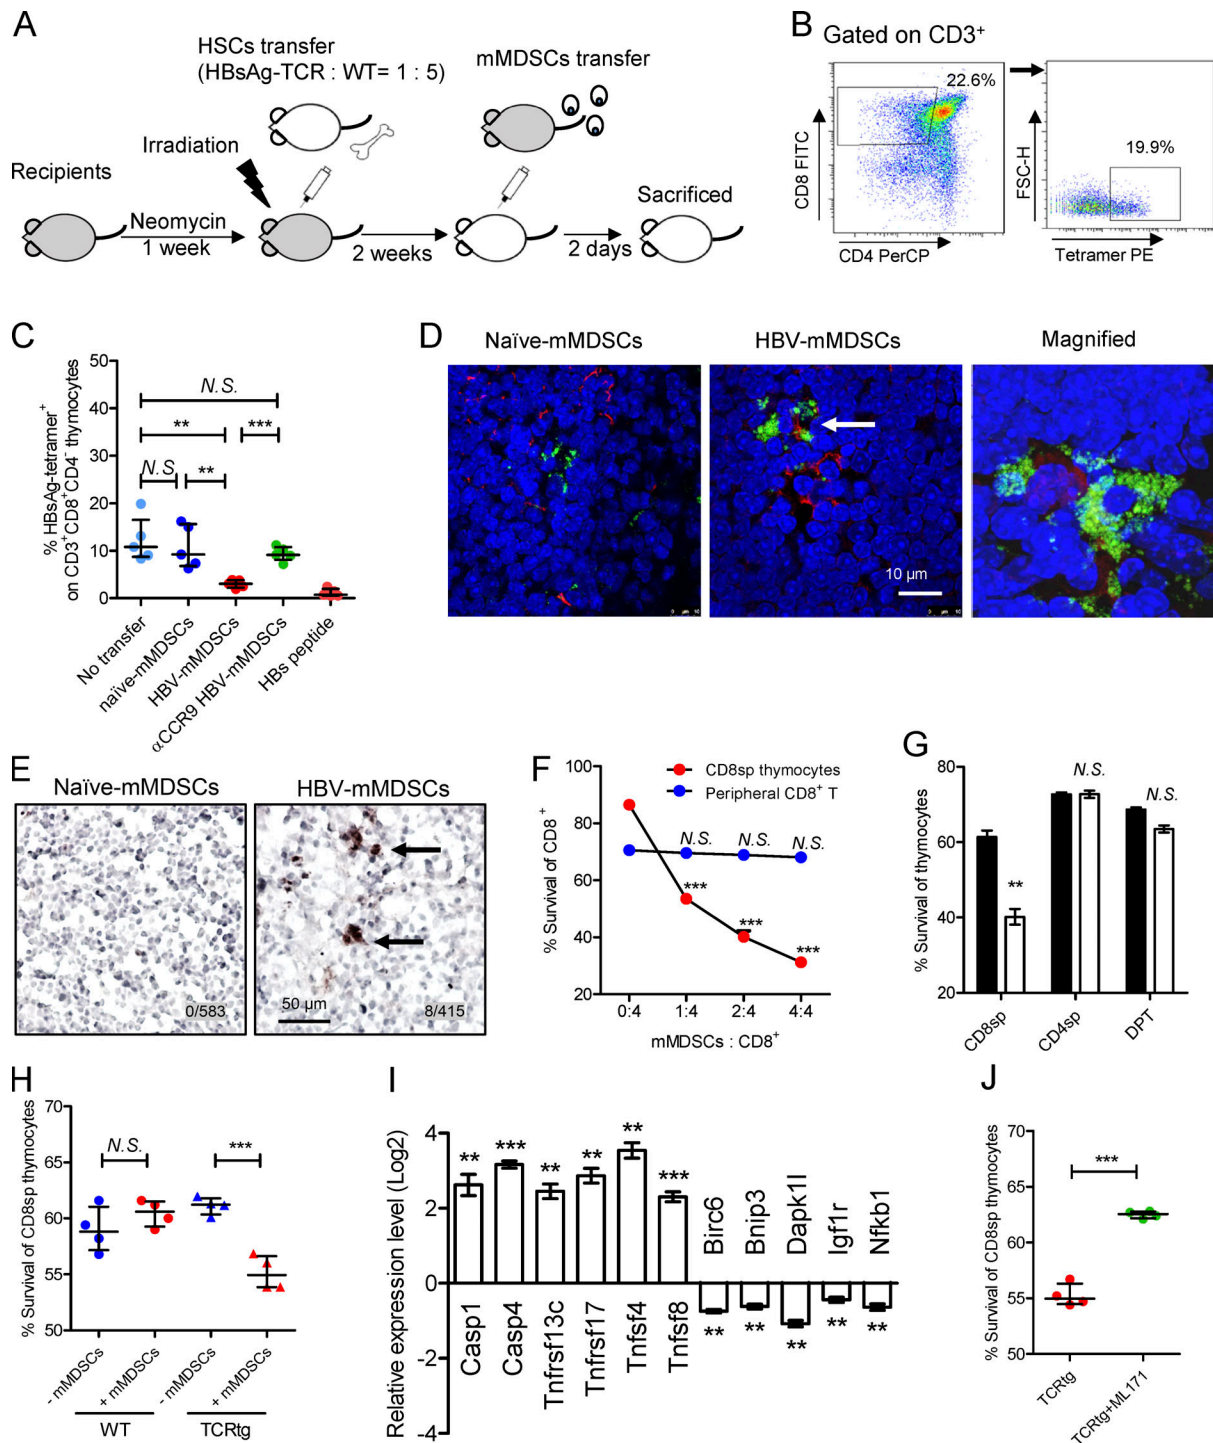 A
HSCs transfer
(HBsAg-TCR : WT= 1 : 5)
mMDSCs transfer
Irradiation
Recipients
Neomycin
1 week
2 weeks
2 days
Sacrificed
B
Gated on CD3+
22.6%
CD8 FITC
CD4 PerCP
19.9%
FSC-H
Tetramer PE
C
% HBsAg-tetramer+
on CD3+CD8+CD4- thymocytes
50
40
30
20
10
0
N.S.
**
***
N.S
**
No transfer
naïve-mMDSCs
HBV-mMDSCs
αCCR9 HBV-mMDSCs
HBs peptide
D
Naïve-mMDSCs
HBV-mMDSCs
Magnified
10 µm
E
Naïve-mMDSCs
HBV-mMDSCs
0/583
50 µm
8/415
F
% Survival of CD8+
100
80
60
40
20
CD8sp thymocytes
Peripheral CD8+ T
N.S.
N.S.
N.S.
***
***
***
0:4
1:4
2:4
4:4
mMDSCs : CD8+
G
% Survival of thymocytes
80
60
40
20
**
N.S.
N.S.
CD8sp
CD4sp
DPT
H
% Survival of CD8sp thymocytes
70
65
60
55
50
N.S.
***
- mMDSCs
+ mMDSCs
- mMDSCs
+ mMDSCs
WT
TCRtg
I
Relative expression level (Log2)
4
2
0
-2
-4
**
***
**
**
**
***
Casp1
Casp4
Tnfrsf13c
Tnfrsf17
Tnfsf4
Tnfsf8
Birc6
Bnip3
Dapk1l
Igf1r
Nfkb1
**
**
**
**
**
J
% Survival of CD8sp thymocytes
70
65
60
55
50
***
TCRtg
TCRtg+ML171